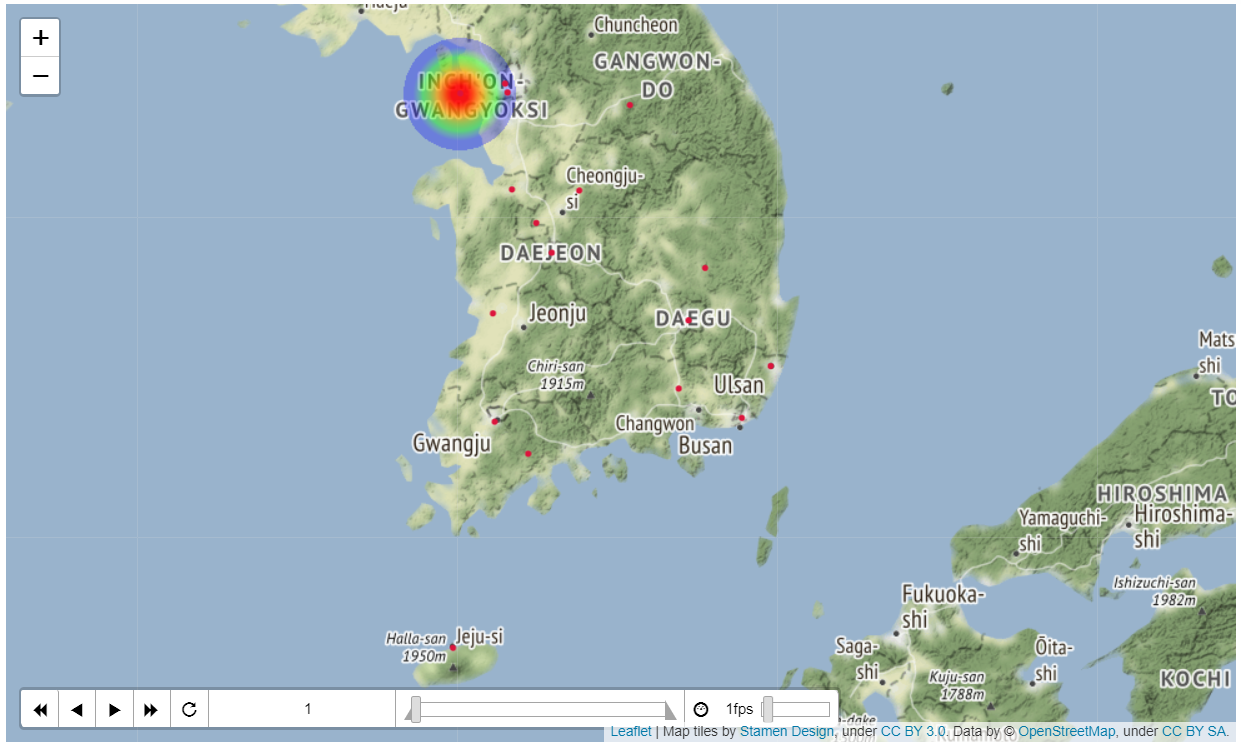 Haeju
+
−
Chuncheon
GANGWON-
DO
INCH'ON-
GWANGYOKSI
Cheongju-
si
DAEJEON
Jeonju
DAEGU
Chiri-san
1915m
Ulsan
Changwon
Busan
Gwangju
Mats
shi
TO
HIROSHIMA
Hiroshima-
shi
Yamaguchi-
shi
Ishizuchi-san
1982m
Fukuoka-
shi
Halla-san
1950m
Jeju-si
Saga-
shi
Ōita-
shi
Kuju-san
1788m
KOCHI
1
1fps
Leaflet | Map tiles by Stamen Design, under CC BY 3.0. Data by © OpenStreetMap, under CC BY SA.